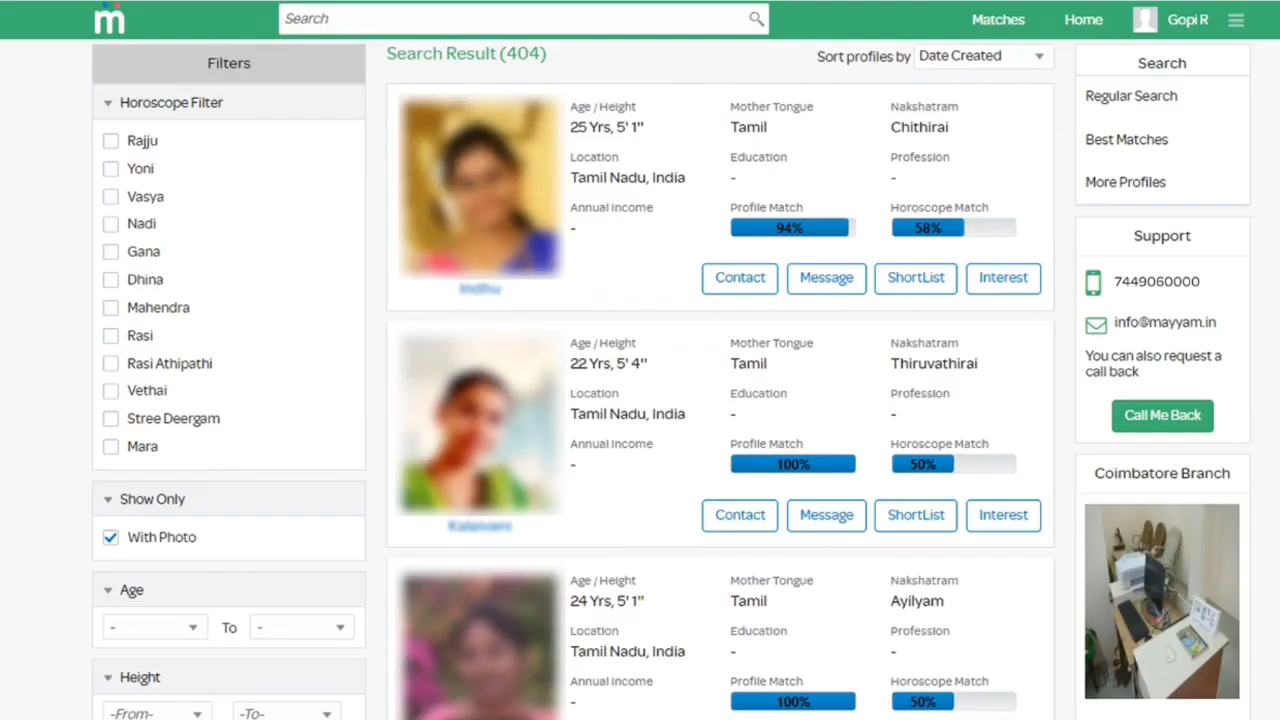 m
Search
Matches
Home
Gopi R
Filters
Horoscope Filter
Rajju
Yoni
Vasya
Nadi
Gana
Dhina
Mahendra
Rasi
Rasi Athipathi
Vethai
Stree Deergam
Mara
Show Only
With Photo
Age
- To -
Height
-From- -To-
Search Result (404)
Sort profiles by Date Created
Age / Height Mother Tongue Nakshatram
25 Yrs, 5' 1" Tamil Chithirai
Location Education Profession
Tamil Nadu, India - -
Annual Income Profile Match Horoscope Match
- 94% 58%
Contact Message ShortList Interest
Age / Height Mother Tongue Nakshatram
22 Yrs, 5' 4" Tamil Thiruvathirai
Location Education Profession
Tamil Nadu, India - -
Annual Income Profile Match Horoscope Match
- 100% 50%
Contact Message ShortList Interest
Age / Height Mother Tongue Nakshatram
24 Yrs, 5' 1" Tamil Ayilyam
Location Education Profession
Tamil Nadu, India - -
Annual Income Profile Match Horoscope Match
- 100% 50%
Search
Regular Search
Best Matches
More Profiles
Support
7449060000
info@mayyam.in
You can also request a
call back
Call Me Back
Coimbatore Branch